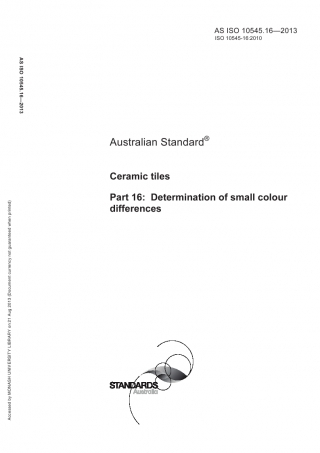 AS ISO 10545.16—2013
ISO 10545-16:2010
AS ISO 10545.16—2013
Australian Standard®
Ceramic tiles
Part 16: Determination of small colour
differences
Accessed by MONASH UNIVERSITY LIBRARY on 21 Aug 2013 (Document currency not guaranteed when printed)
STANDARDS
Australia